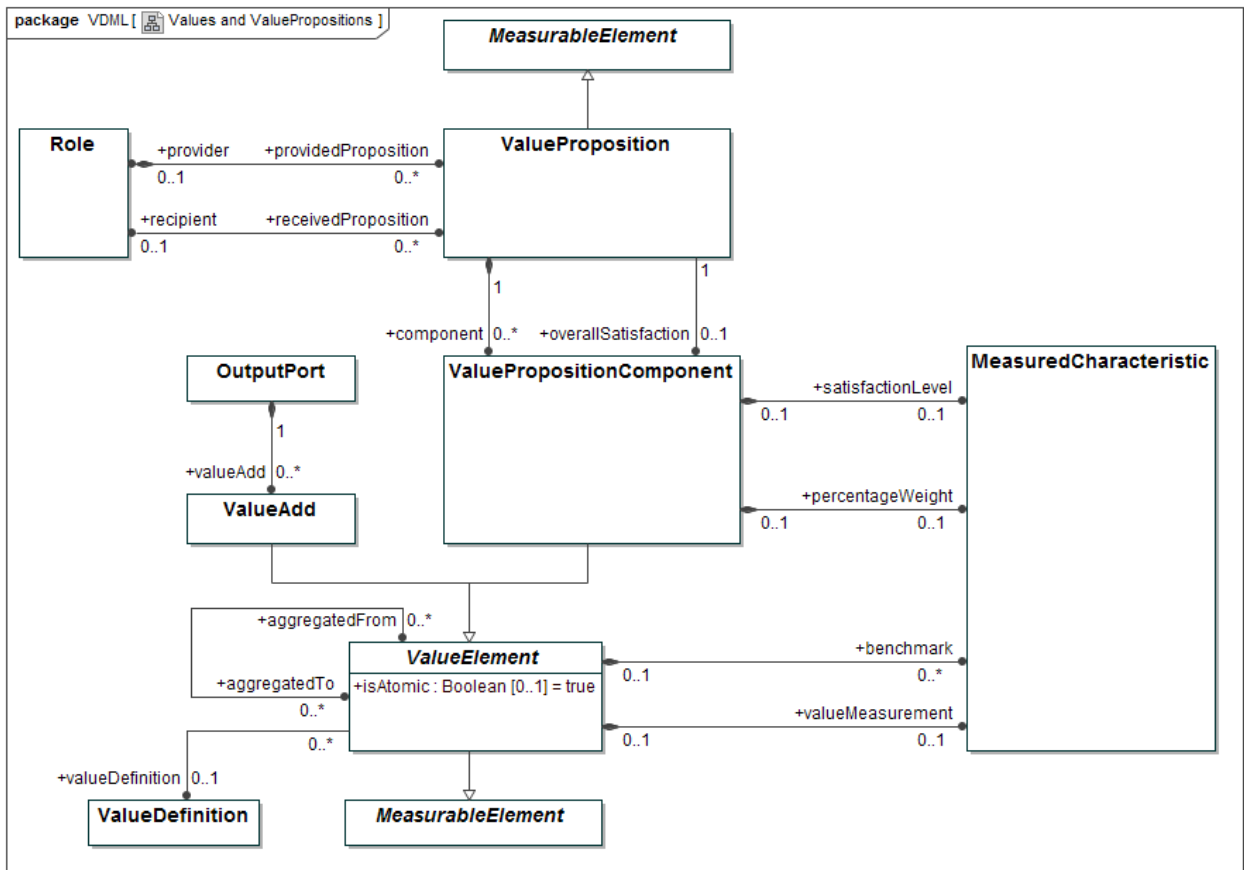 package VDML [ Values and ValuePropositions ]
MeasurableElement
Role
ValueProposition
+provider
+providedProposition
0..1
0..*
+recipient
+receivedProposition
0..1
0..*
1
1
+component
0..*
+overallSatisfaction
0..1
OutputPort
ValuePropositionComponent
MeasuredCharacteristic
+satisfactionLevel
0..1
0..1
1
+valueAdd
0..*
+percentageWeight
0..1
0..1
ValueAdd
+aggregatedFrom
0..*
ValueElement
+isAtomic : Boolean [0..1] = true
+aggregatedTo
0..*
+benchmark
0..1
0..*
+valueMeasurement
0..1
0..1
0..*
+valueDefinition
0..1
ValueDefinition
MeasurableElement